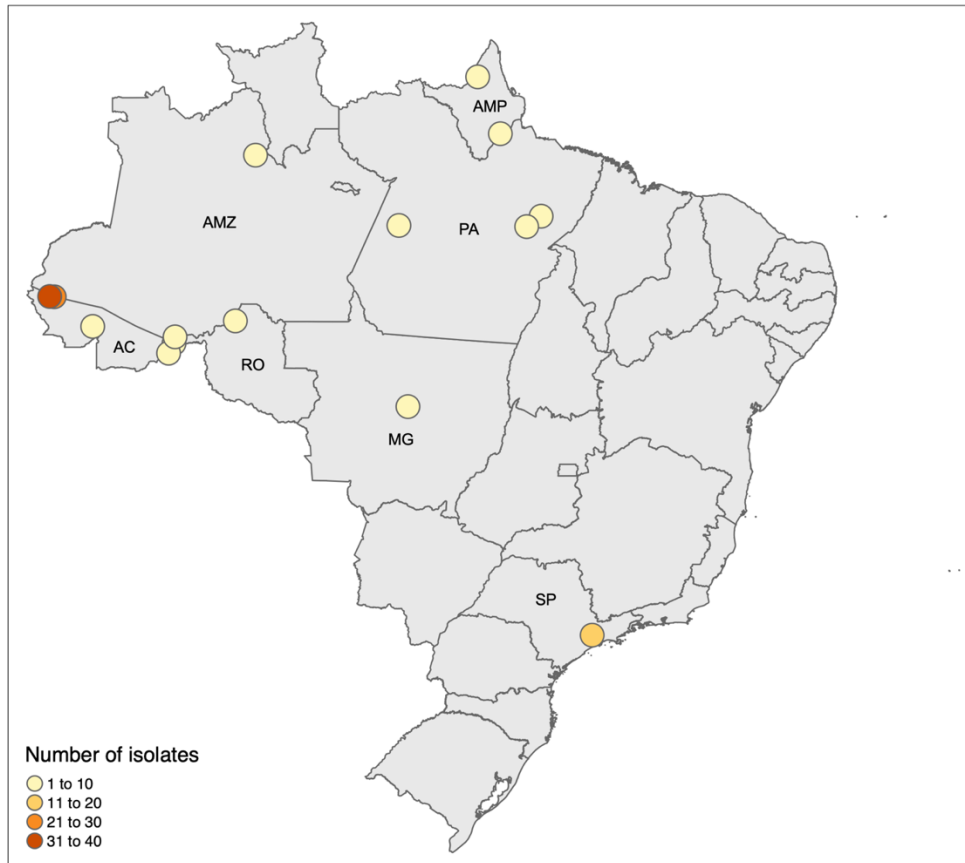 AMP
AMZ
PA
AC
RO
MG
SP
Number of isolates
1 to 10
11 to 20
21 to 30
31 to 40